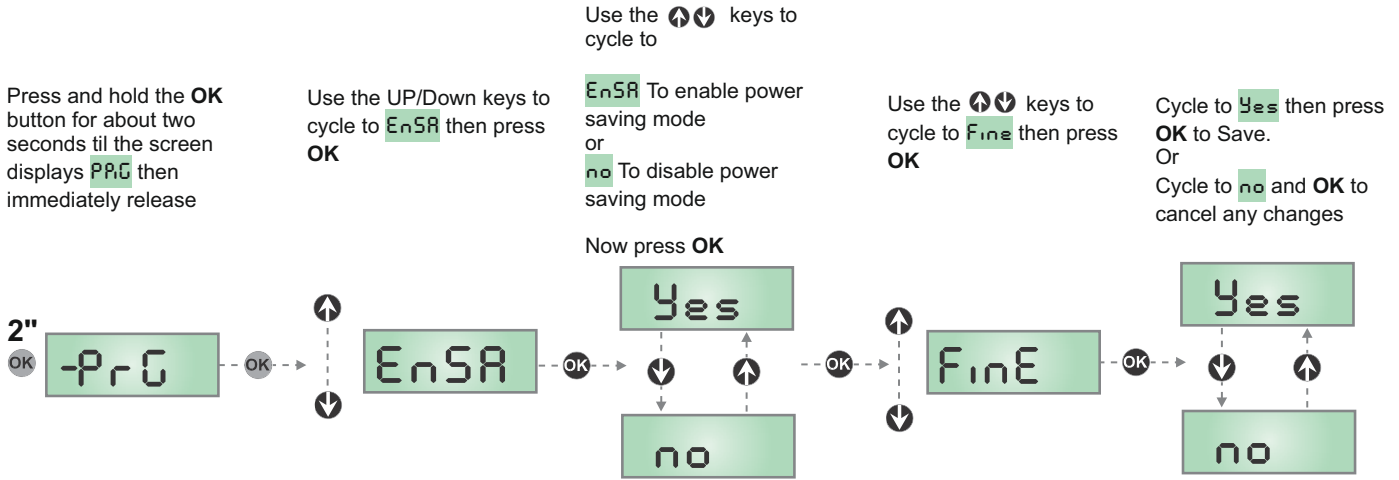 Press and hold the OK
button for about two
seconds til the screen
displays PRG then
immediately release
Use the UP/Down keys to
cycle to EnSA then press
OK
Use the keys to
cycle to
EnSA To enable power
saving mode
or
no To disable power
saving mode
Now press OK
Use the keys to
cycle to Fine then press
OK
Cycle to Yes then press
OK to Save.
Or
Cycle to no and OK to
cancel any changes
2"
OK
-PrG
OK
EnSA
OK
Yes
no
OK
FinE
OK
Yes
no